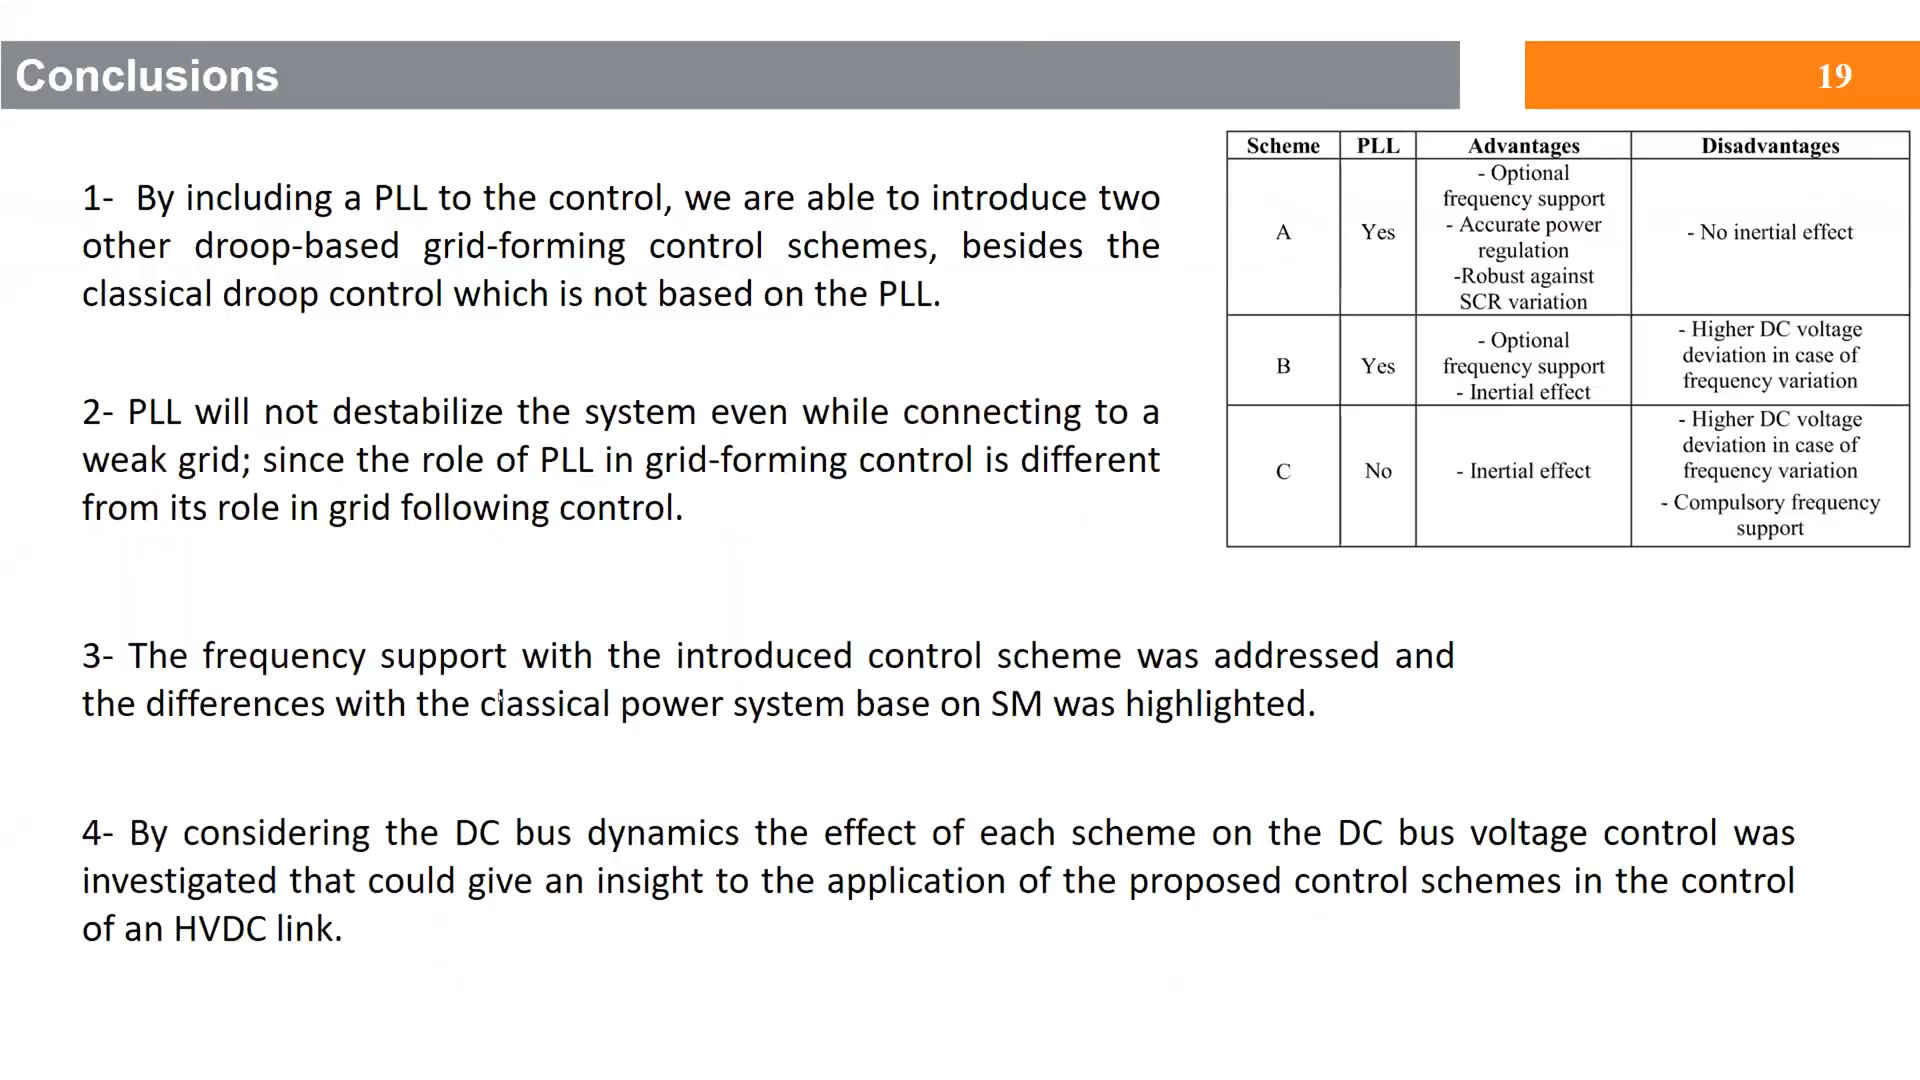 Conclusions
19
1- By including a PLL to the control, we are able to introduce two
other droop-based grid-forming control schemes, besides the
classical droop control which is not based on the PLL.
2- PLL will not destabilize the system even while connecting to a
weak grid; since the role of PLL in grid-forming control is different
from its role in grid following control.
Scheme PLL Advantages Disadvantages
A Yes
- Optional
frequency support
- Accurate power
regulation
-Robust against
SCR variation
- No inertial effect
B Yes
- Optional
frequency support
- Inertial effect
- Higher DC voltage
deviation in case of
frequency variation
C No
- Inertial effect
- Higher DC voltage
deviation in case of
frequency variation
- Compulsory frequency
support
3- The frequency support with the introduced control scheme was addressed and
the differences with the classical power system base on SM was highlighted.
4- By considering the DC bus dynamics the effect of each scheme on the DC bus voltage control was
investigated that could give an insight to the application of the proposed control schemes in the control
of an HVDC link.